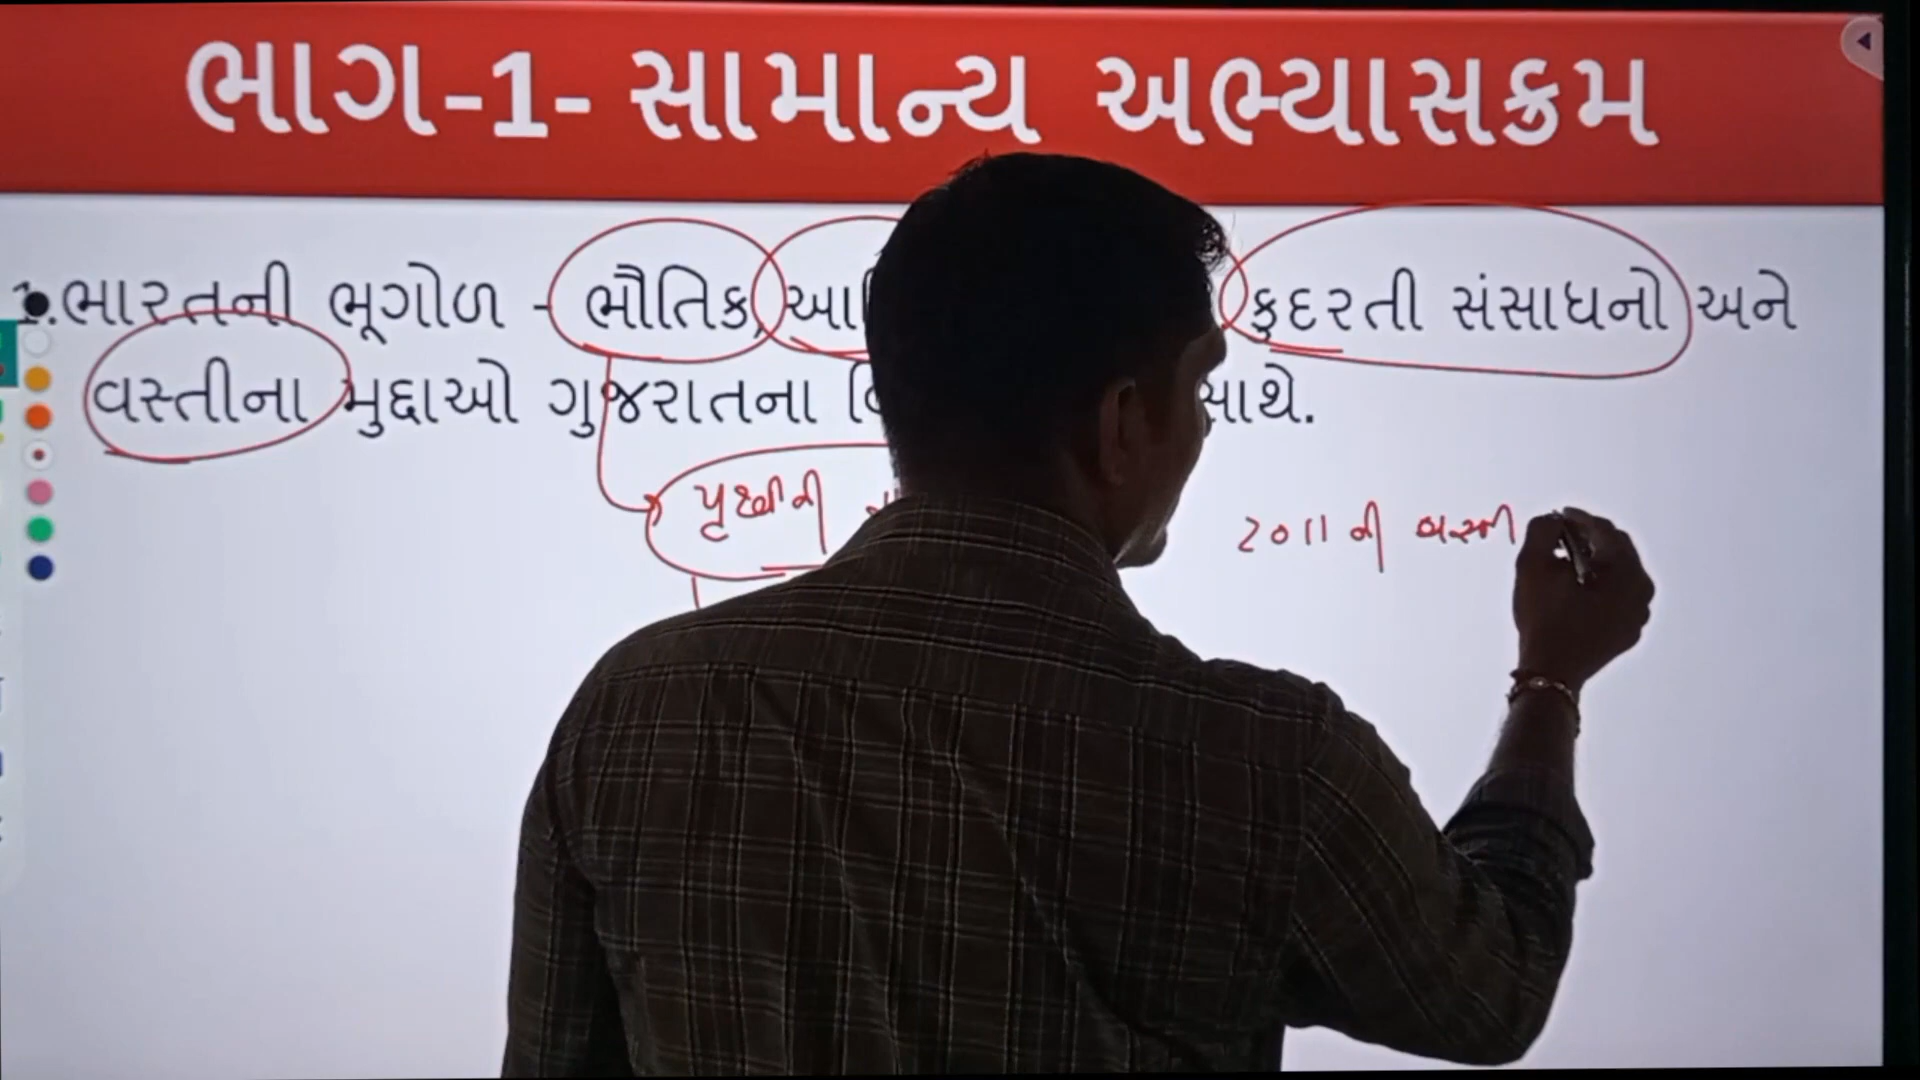 ભાગ-1- સામાન્ય અભ્યાસક્રમ
1.ભારતની ભૂગોળ - ભૌતિક, કુદરતી સંસાધનો અને
વસ્તીના મુદ્દાઓ ગુજરાતના સાથે.
પૃથ્વીની
2011 ની વસ્તી